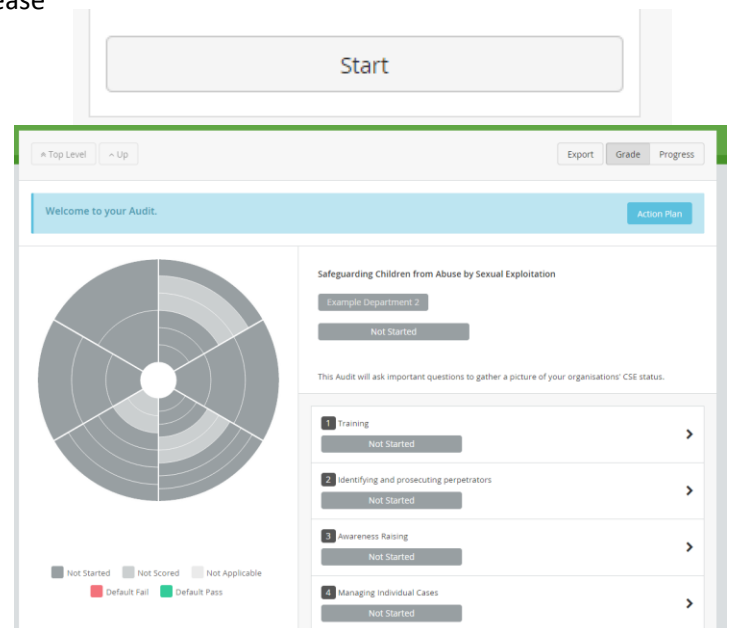 ease
Start
Top Level Up Export Grade Progress
Welcome to your Audit. Action Plan
Safeguarding Children from Abuse by Sexual Exploitation
Example Department 2
Not Started
This Audit will ask important questions to gather a picture of your organisations' CSE status.
1 Training
Not Started
2 Identifying and prosecuting perpetrators
Not Started
3 Awareness Raising
Not Started
4 Managing Individual Cases
Not Started
Not Started Not Scored Not Applicable
Default Fail Default Pass